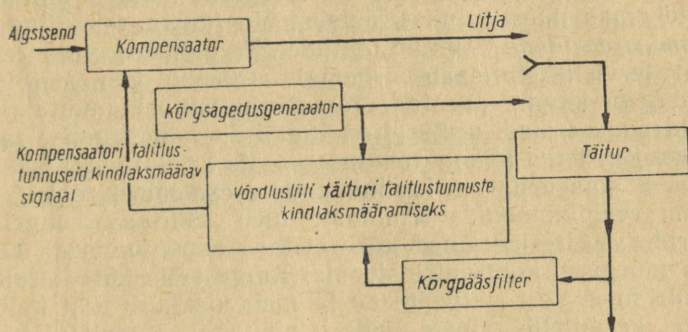 Algsisend
Kompensaator
Liitja
Kõrgsagedusgeneraator
Kompensaatori talitlus-
tunnuseid kindlaksmäärav
signaal
Täitur
Võrdluslüli täituri talitlustunnuste
kindlaksmääramiseks
Kõrgpääsfilter